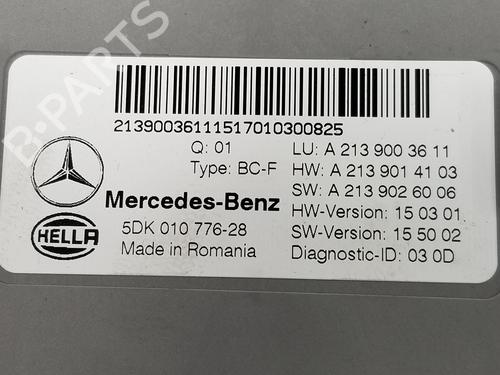 B-PARTS
21390036111517010300825
Q: 01
Type: BC-F
Mercedes-Benz
HELLA
5DK 010 776-28
Made in Romania
LU: A 213 900 36 11
HW: A 213 901 41 03
SW: A 213 902 60 06
HW-Version: 15 03 01
SW-Version: 15 50 02
Diagnostic-ID: 03 0D